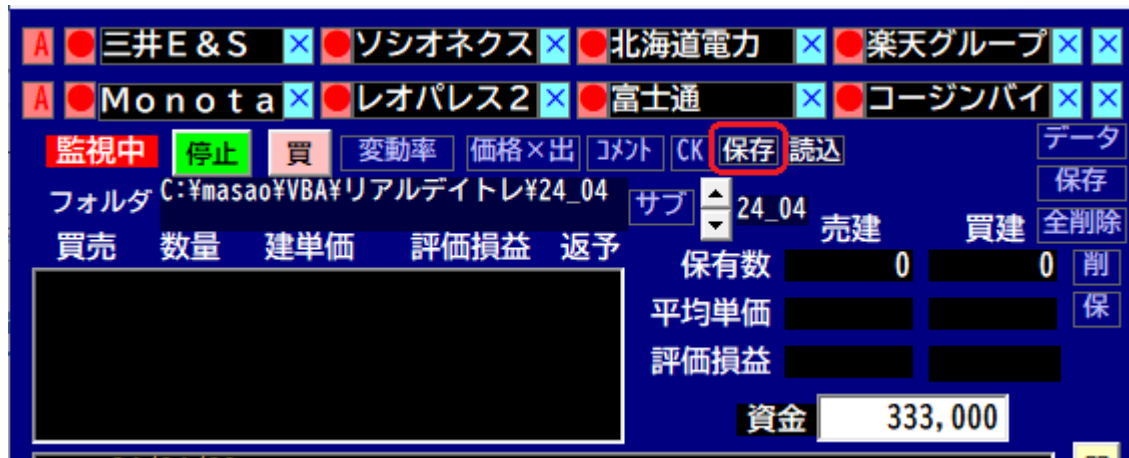 A 三井E&S × ソシオネクス × 北海道電力 × 楽天グループ × ×
A Monota × レオパレス2 × 富士通 × コージンバイ × ×
監視中 停止 買 変動率 価格×出 ｺﾒﾝﾄ CK 保存 読込 データ
フォルダ C:¥masao¥VBA¥リアルデイトレ¥24_04 サブ 24_04 保存
買売 数量 建単価 評価損益 返予 売建 買建 全削除
保有数 0 0 削
平均単価 保
評価損益
資金 333,000